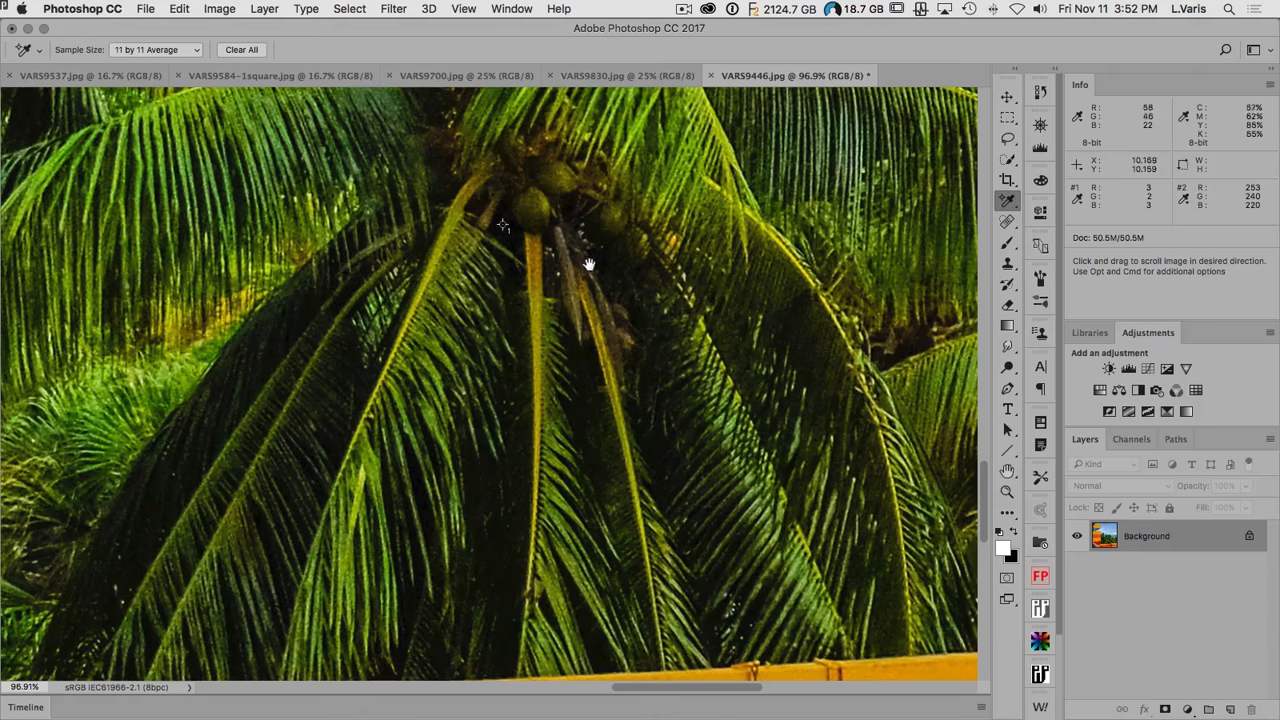 Photoshop CC File Edit Image Layer Type Select Filter 3D View Window Help 2 2124.7 GB 18.7 GB Fri Nov 11 3:52 PM L.Varis
Adobe Photoshop CC 2017
Sample Size: 11 by 11 Average Clear All
VARS9537.jpg @ 16.7% (RGB/8) VARS9584-1square.jpg @ 16.7% (RGB/8) VARS9700.jpg @ 25% (RGB/8) VARS9830.jpg @ 25% (RGB/8) VARS9446.jpg @ 96.9% (RGB/8) *
Info
R: 58 C: 57%
G: 46 M: 62%
B: 22 Y: 85%
K: 55%
8-bit 8-bit
X: 10.169 W:
Y: 10.159 H:
#1 R: 3 #2 R: 253
G: 2 G: 240
B: 3 B: 220
1
Doc: 50.5M/50.5M
Click and drag to scroll image in desired direction.
Use Opt and Cmd for additional options
Libraries Adjustments
Add an adjustment
Layers Channels Paths
Kind
Normal Opacity: 100%
Lock: Fill: 100%
Background
FP
W!
96.91% sRGB IEC61966-2.1 (8bpc)
Timeline